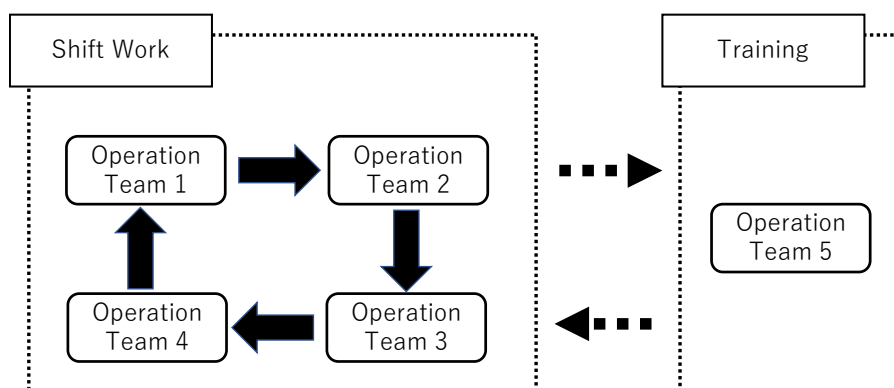 Shift Work
Training
Operation
Team 1
Operation
Team 2
Operation
Team 5
Operation
Team 4
Operation
Team 3